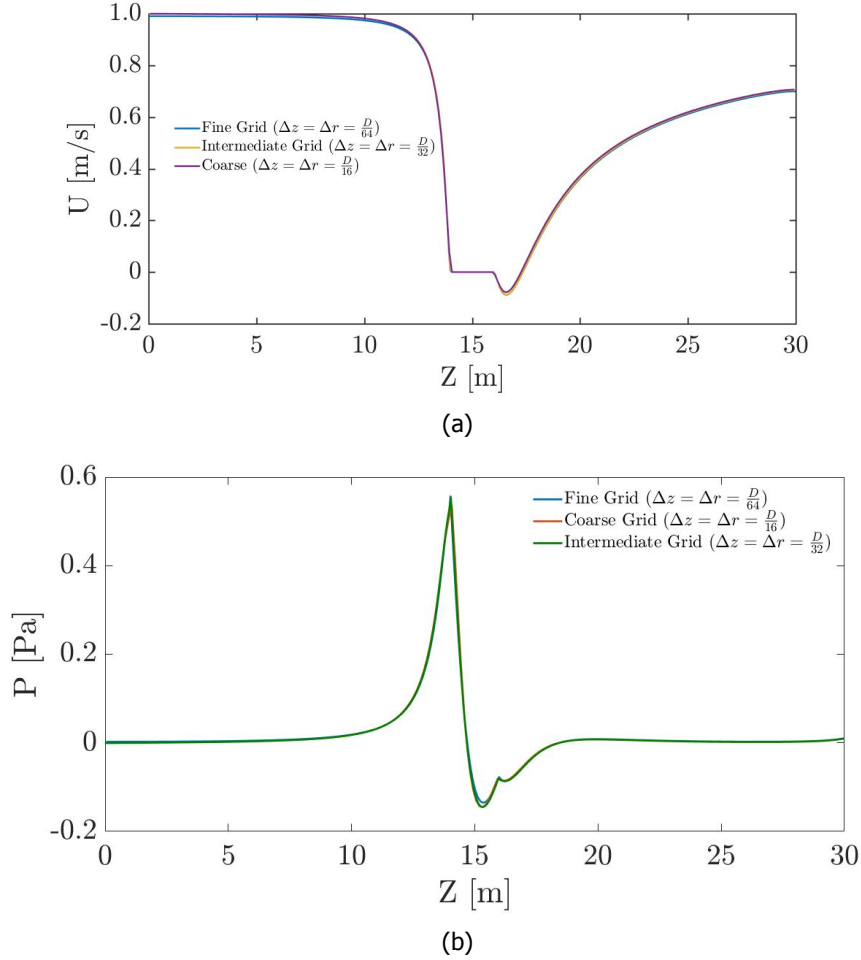 1.0
0.8
0.6
0.4
0.2
0
-0.2
U [m/s]
Fine Grid (Δz = Δr = D/64)
Intermediate Grid (Δz = Δr = D/32)
Coarse (Δz = Δr = D/16)
0 5 10 15 20 25 30
Z [m]
(a)
0.6
0.4
0.2
0
-0.2
P [Pa]
Fine Grid (Δz = Δr = D/64)
Coarse Grid (Δz = Δr = D/16)
Intermediate Grid (Δz = Δr = D/32)
0 5 10 15 20 25 30
Z [m]
(b)